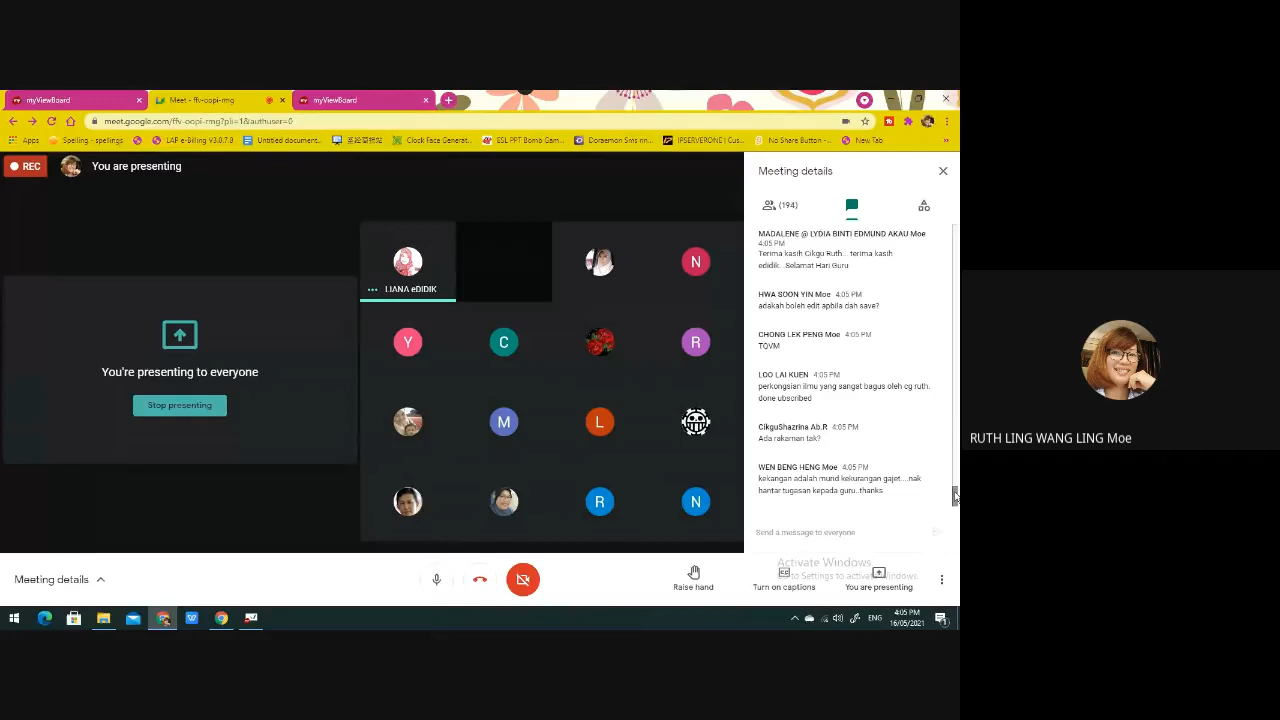 myViewBoard
Meet - ffv-oppi-rmg
myViewBoard
meet.google.com/ffv-oopi-rmg?pli=1&authuser=0
Apps
Spelling - spellings
LAP e-Billing V3.0.7.8
Untitled document...
Clock Face Generat...
ESL PPT Bomb Gam...
Doraemon Sms rin...
IPSERVERONE | Cus...
No Share Button -...
New Tab
REC
You are presenting
Meeting details
(194)
MADALENE @ LYDIA BINTI EDMUND AKAU Moe
4:05 PM
Terima kasih Cikgu Ruth... terima kasih
edidik..Selamat Hari Guru
HWA SOON YIN Moe 4:05 PM
adakah boleh edit apbila dah save?
CHONG LEK PENG Moe 4:05 PM
TQVM
LOO LAI KUEN 4:05 PM
perkongsian ilmu yang sangat bagus oleh cg ruth.
done ubscribed
CikguShazrina Ab.R 4:05 PM
Ada rakaman tak?
WEN BENG HENG Moe 4:05 PM
kekangan adalah murid kekurangan gajet....nak
hantar tugasan kepada guru..thanks
Send a message to everyone
LIANA eDIDIK
N
Y
C
R
M
L
R
N
You're presenting to everyone
Stop presenting
RUTH LING WANG LING Moe
Activate Windows
Go to Settings to activate Windows.
Meeting details
Raise hand
Turn on captions
You are presenting
ENG
4:05 PM
16/05/2021